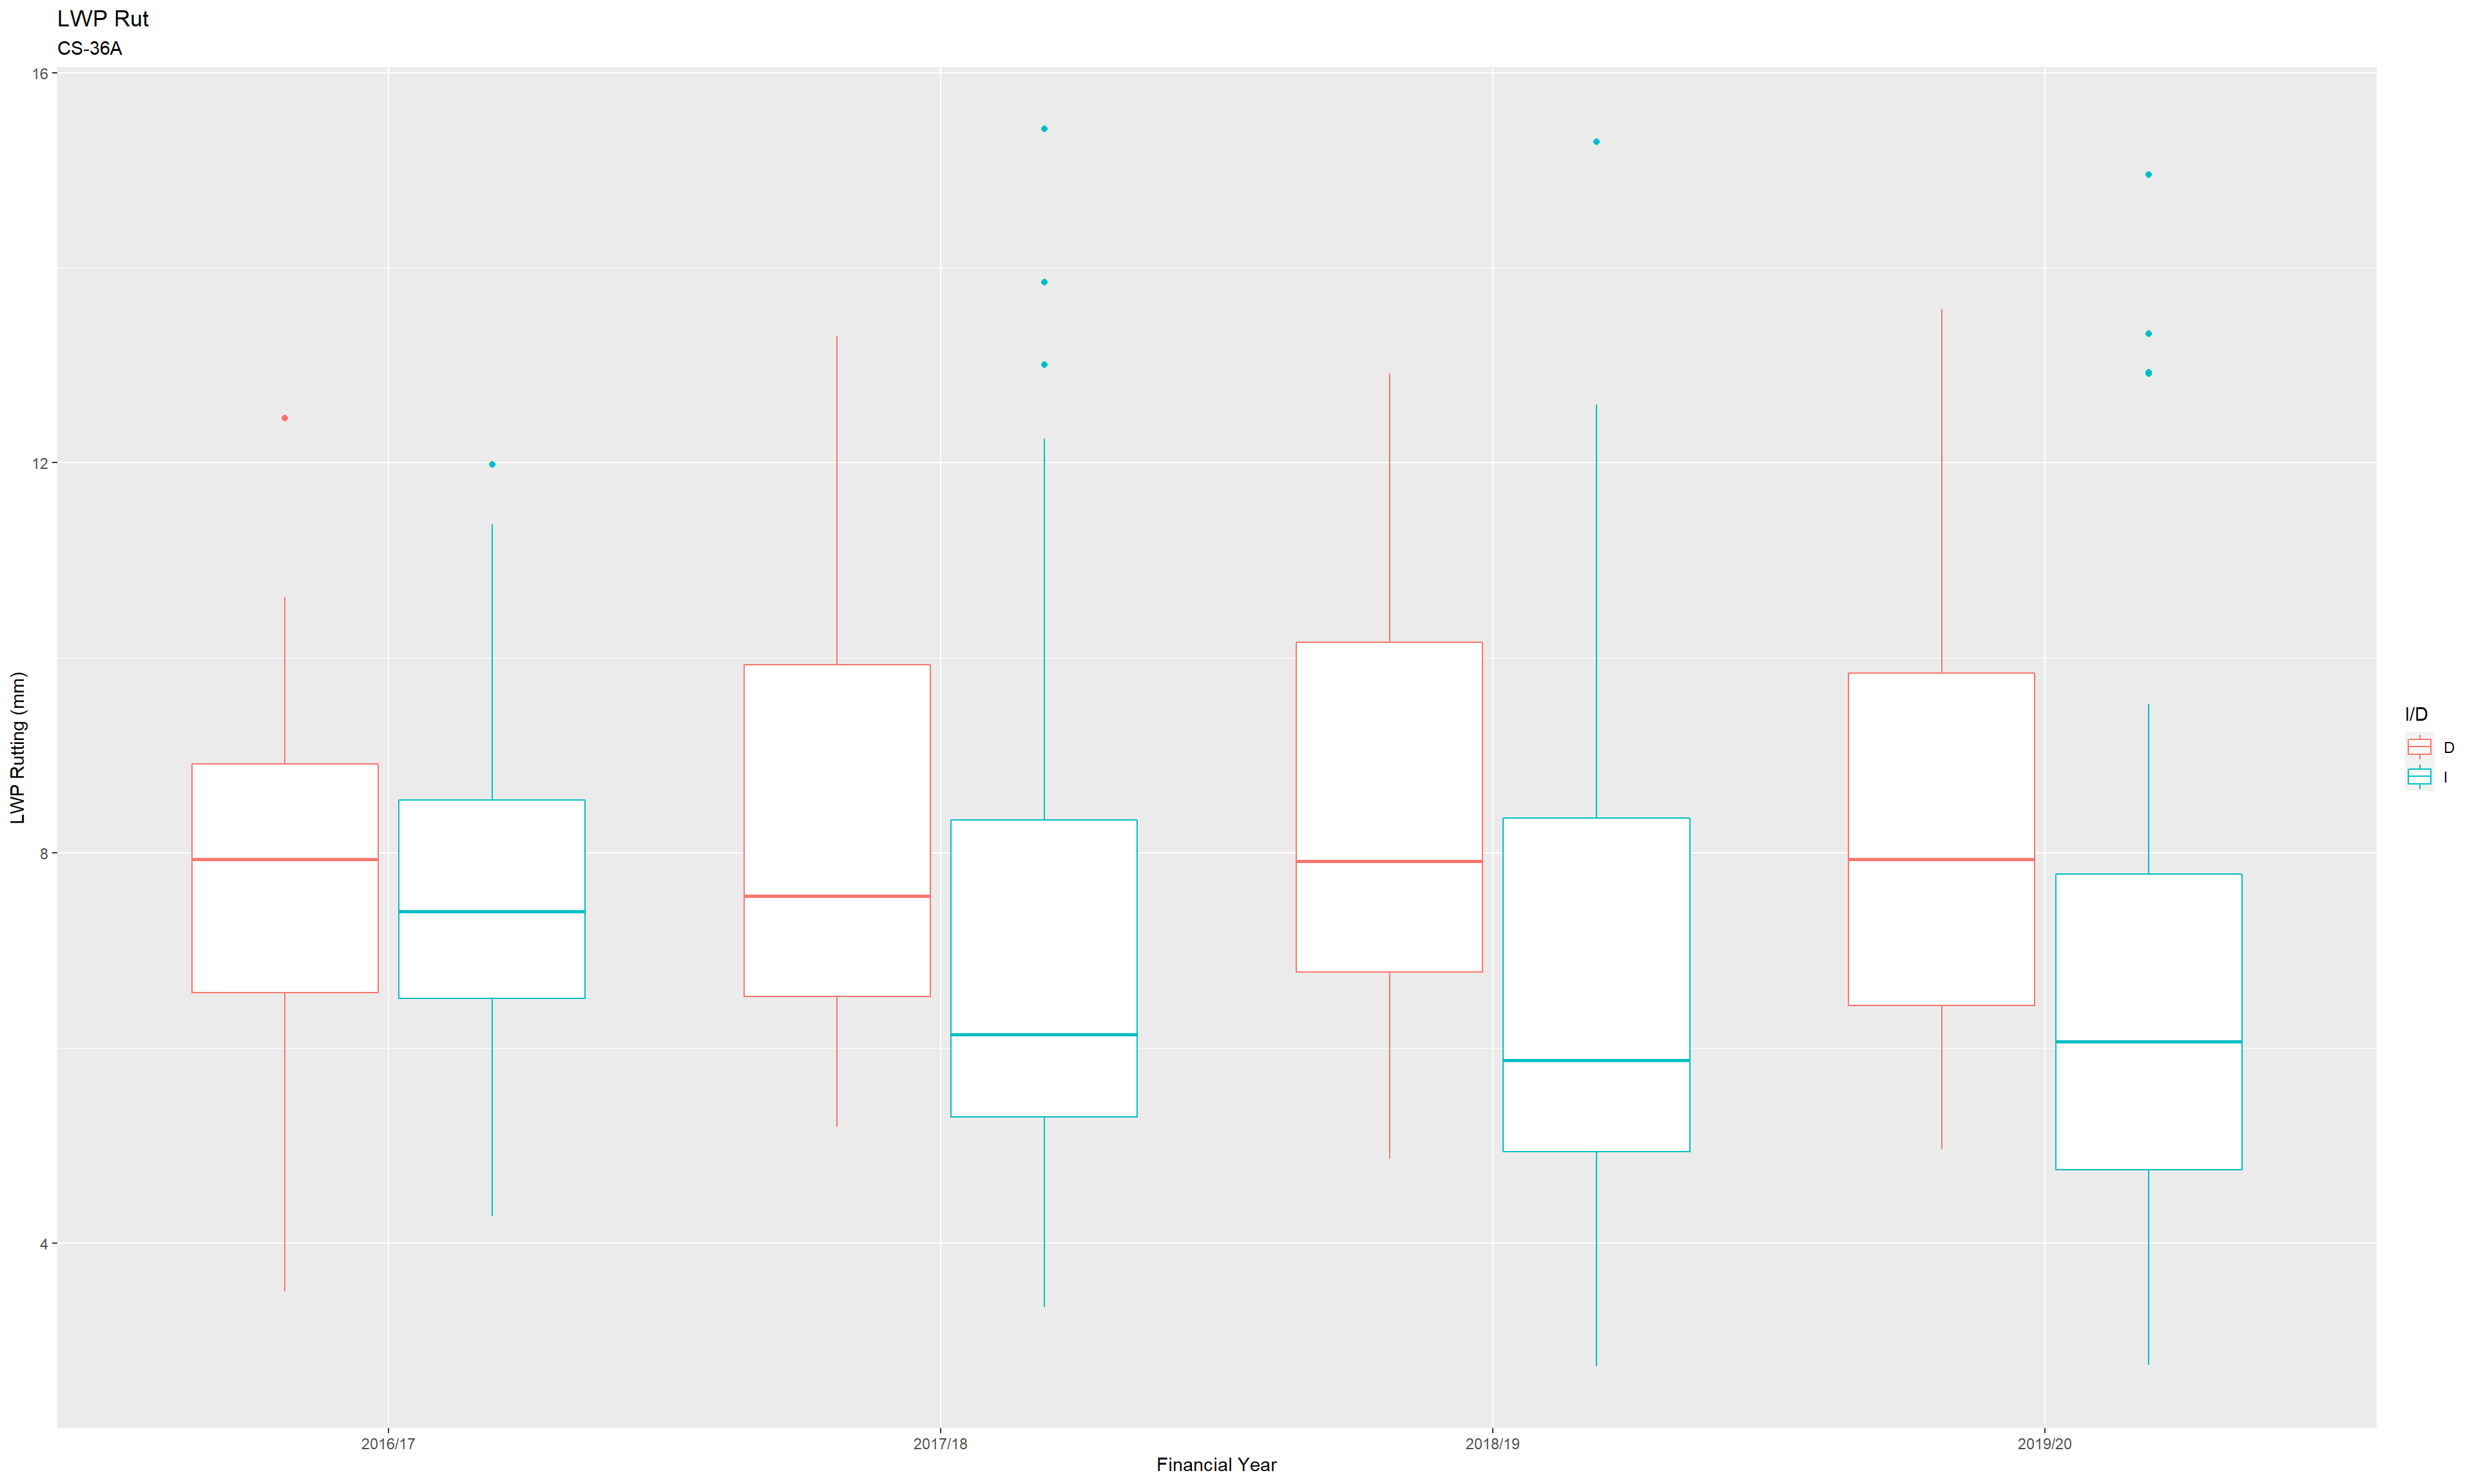 LWP Rut
CS-36A
16
12
8
4
LWP Rutting (mm)
2016/17
2017/18
2018/19
2019/20
Financial Year
I/D
D
I